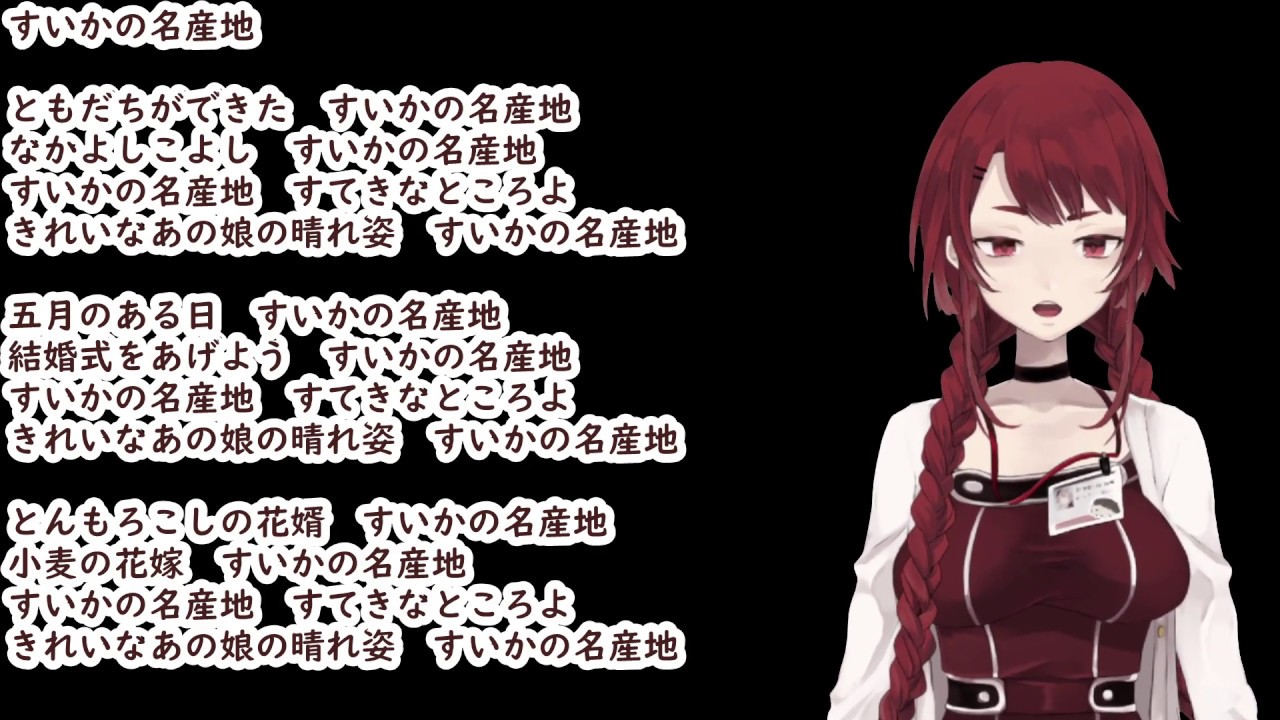 すいかの名産地
ともだちができた　すいかの名産地
なかよしこよし　すいかの名産地
すいかの名産地　すてきなところよ
きれいなあの娘の晴れ姿　すいかの名産地
五月のある日　すいかの名産地
結婚式をあげよう　すいかの名産地
すいかの名産地　すてきなところよ
きれいなあの娘の晴れ姿　すいかの名産地
とんもろこしの花婿　すいかの名産地
小麦の花嫁　すいかの名産地
すいかの名産地　すてきなところよ
きれいなあの娘の晴れ姿　すいかの名産地